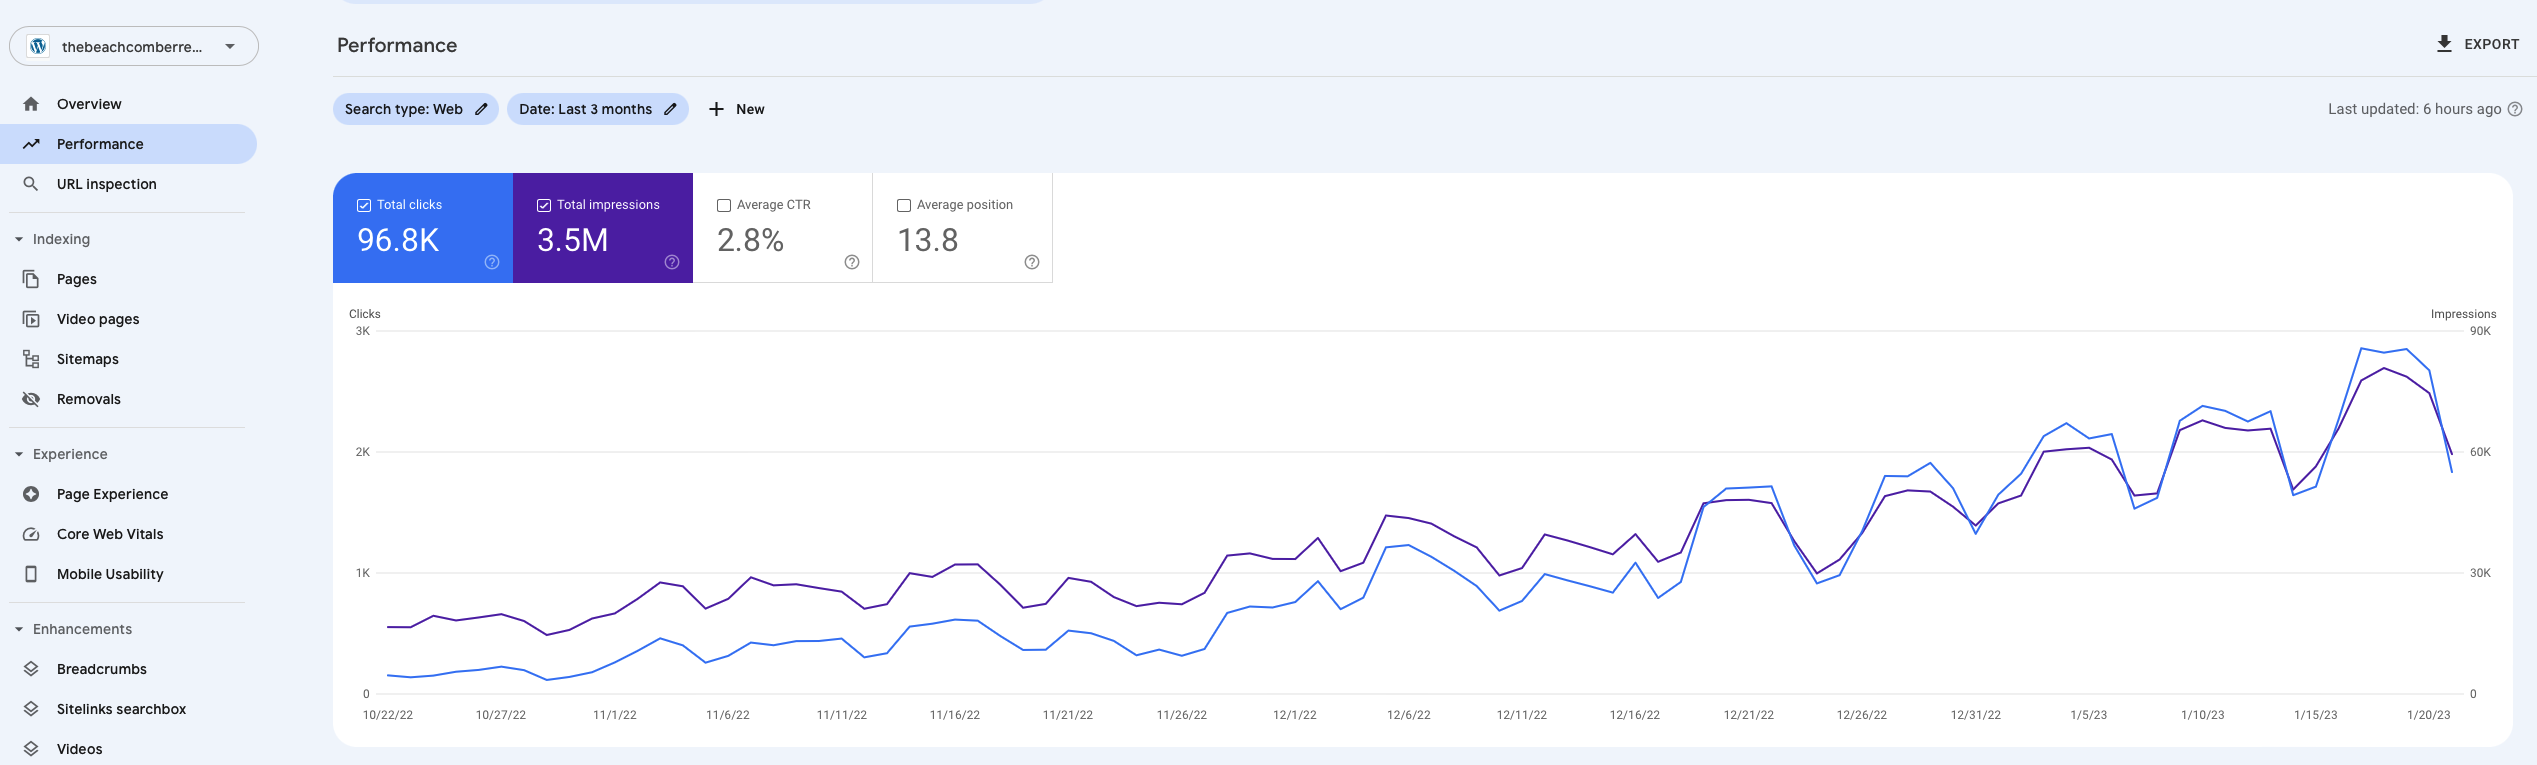 thebeachcomberre...
Overview
Performance
URL inspection
Indexing
Pages
Video pages
Sitemaps
Removals
Experience
Page Experience
Core Web Vitals
Mobile Usability
Enhancements
Breadcrumbs
Sitelinks searchbox
Videos
Performance
EXPORT
Search type: Web
Date: Last 3 months
New
Last updated: 6 hours ago
Total clicks
96.8K
Total impressions
3.5M
Average CTR
2.8%
Average position
13.8
Clicks
3K
2K
1K
0
Impressions
90K
60K
30K
0
10/22/22 10/27/22 11/1/22 11/6/22 11/11/22 11/16/22 11/21/22 11/26/22 12/1/22 12/6/22 12/11/22 12/16/22 12/21/22 12/26/22 12/31/22 1/5/23 1/10/23 1/15/23 1/20/23